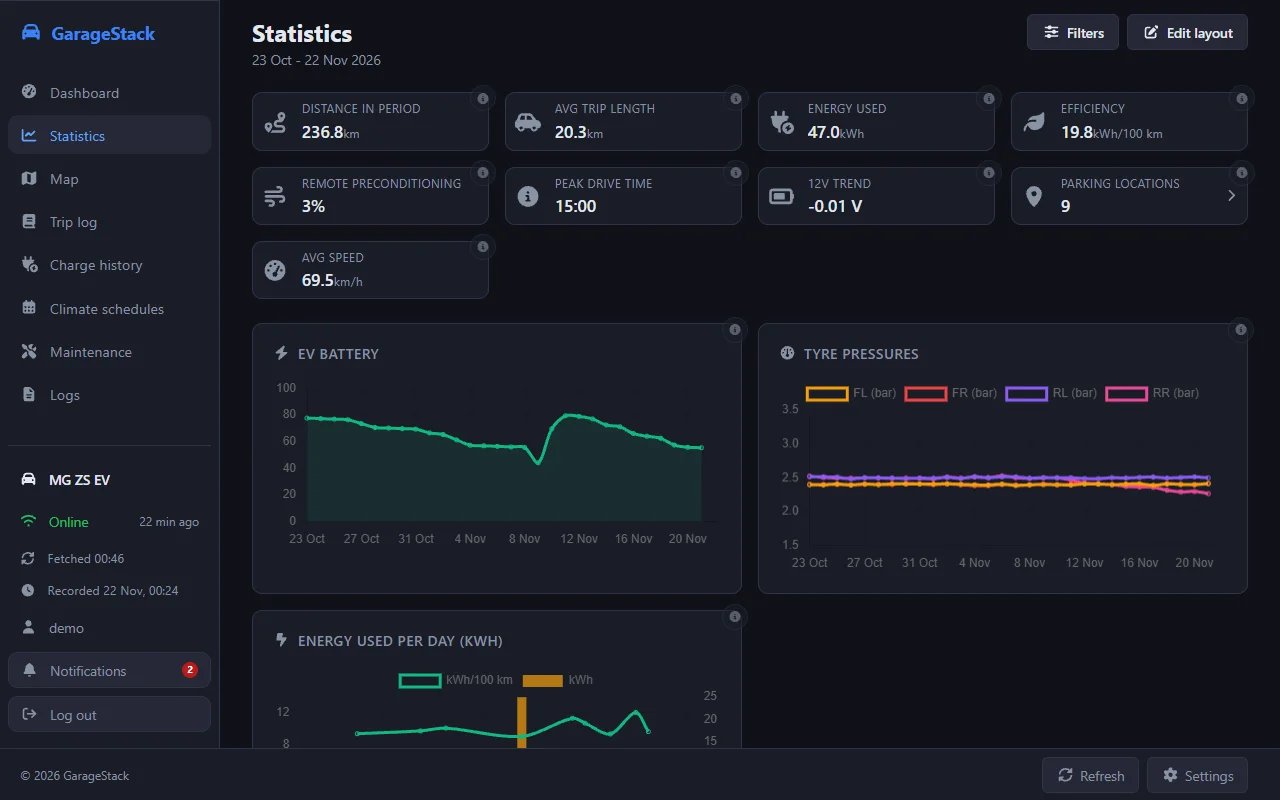 GarageStack
Dashboard
Statistics
Map
Trip log
Charge history
Climate schedules
Maintenance
Logs
MG ZS EV
Online 22 min ago
Fetched 00:46
Recorded 22 Nov, 00:24
demo
Notifications 2
Log out
© 2026 GarageStack
Statistics
23 Oct - 22 Nov 2026
Filters
Edit layout
DISTANCE IN PERIOD
236.8km
AVG TRIP LENGTH
20.3km
ENERGY USED
47.0kWh
EFFICIENCY
19.8kWh/100 km
REMOTE PRECONDITIONING
3%
PEAK DRIVE TIME
15:00
12V TREND
-0.01 V
PARKING LOCATIONS
9
AVG SPEED
69.5km/h
EV BATTERY
100
80
60
40
20
0
23 Oct 27 Oct 31 Oct 4 Nov 8 Nov 12 Nov 16 Nov 20 Nov
TYRE PRESSURES
FL (bar) FR (bar) RL (bar) RR (bar)
3.5
3.0
2.5
2.0
1.5
23 Oct 27 Oct 31 Oct 4 Nov 8 Nov 12 Nov 16 Nov 20 Nov
ENERGY USED PER DAY (KWH)
kWh/100 km kWh
12
8
25
20
15
Refresh
Settings